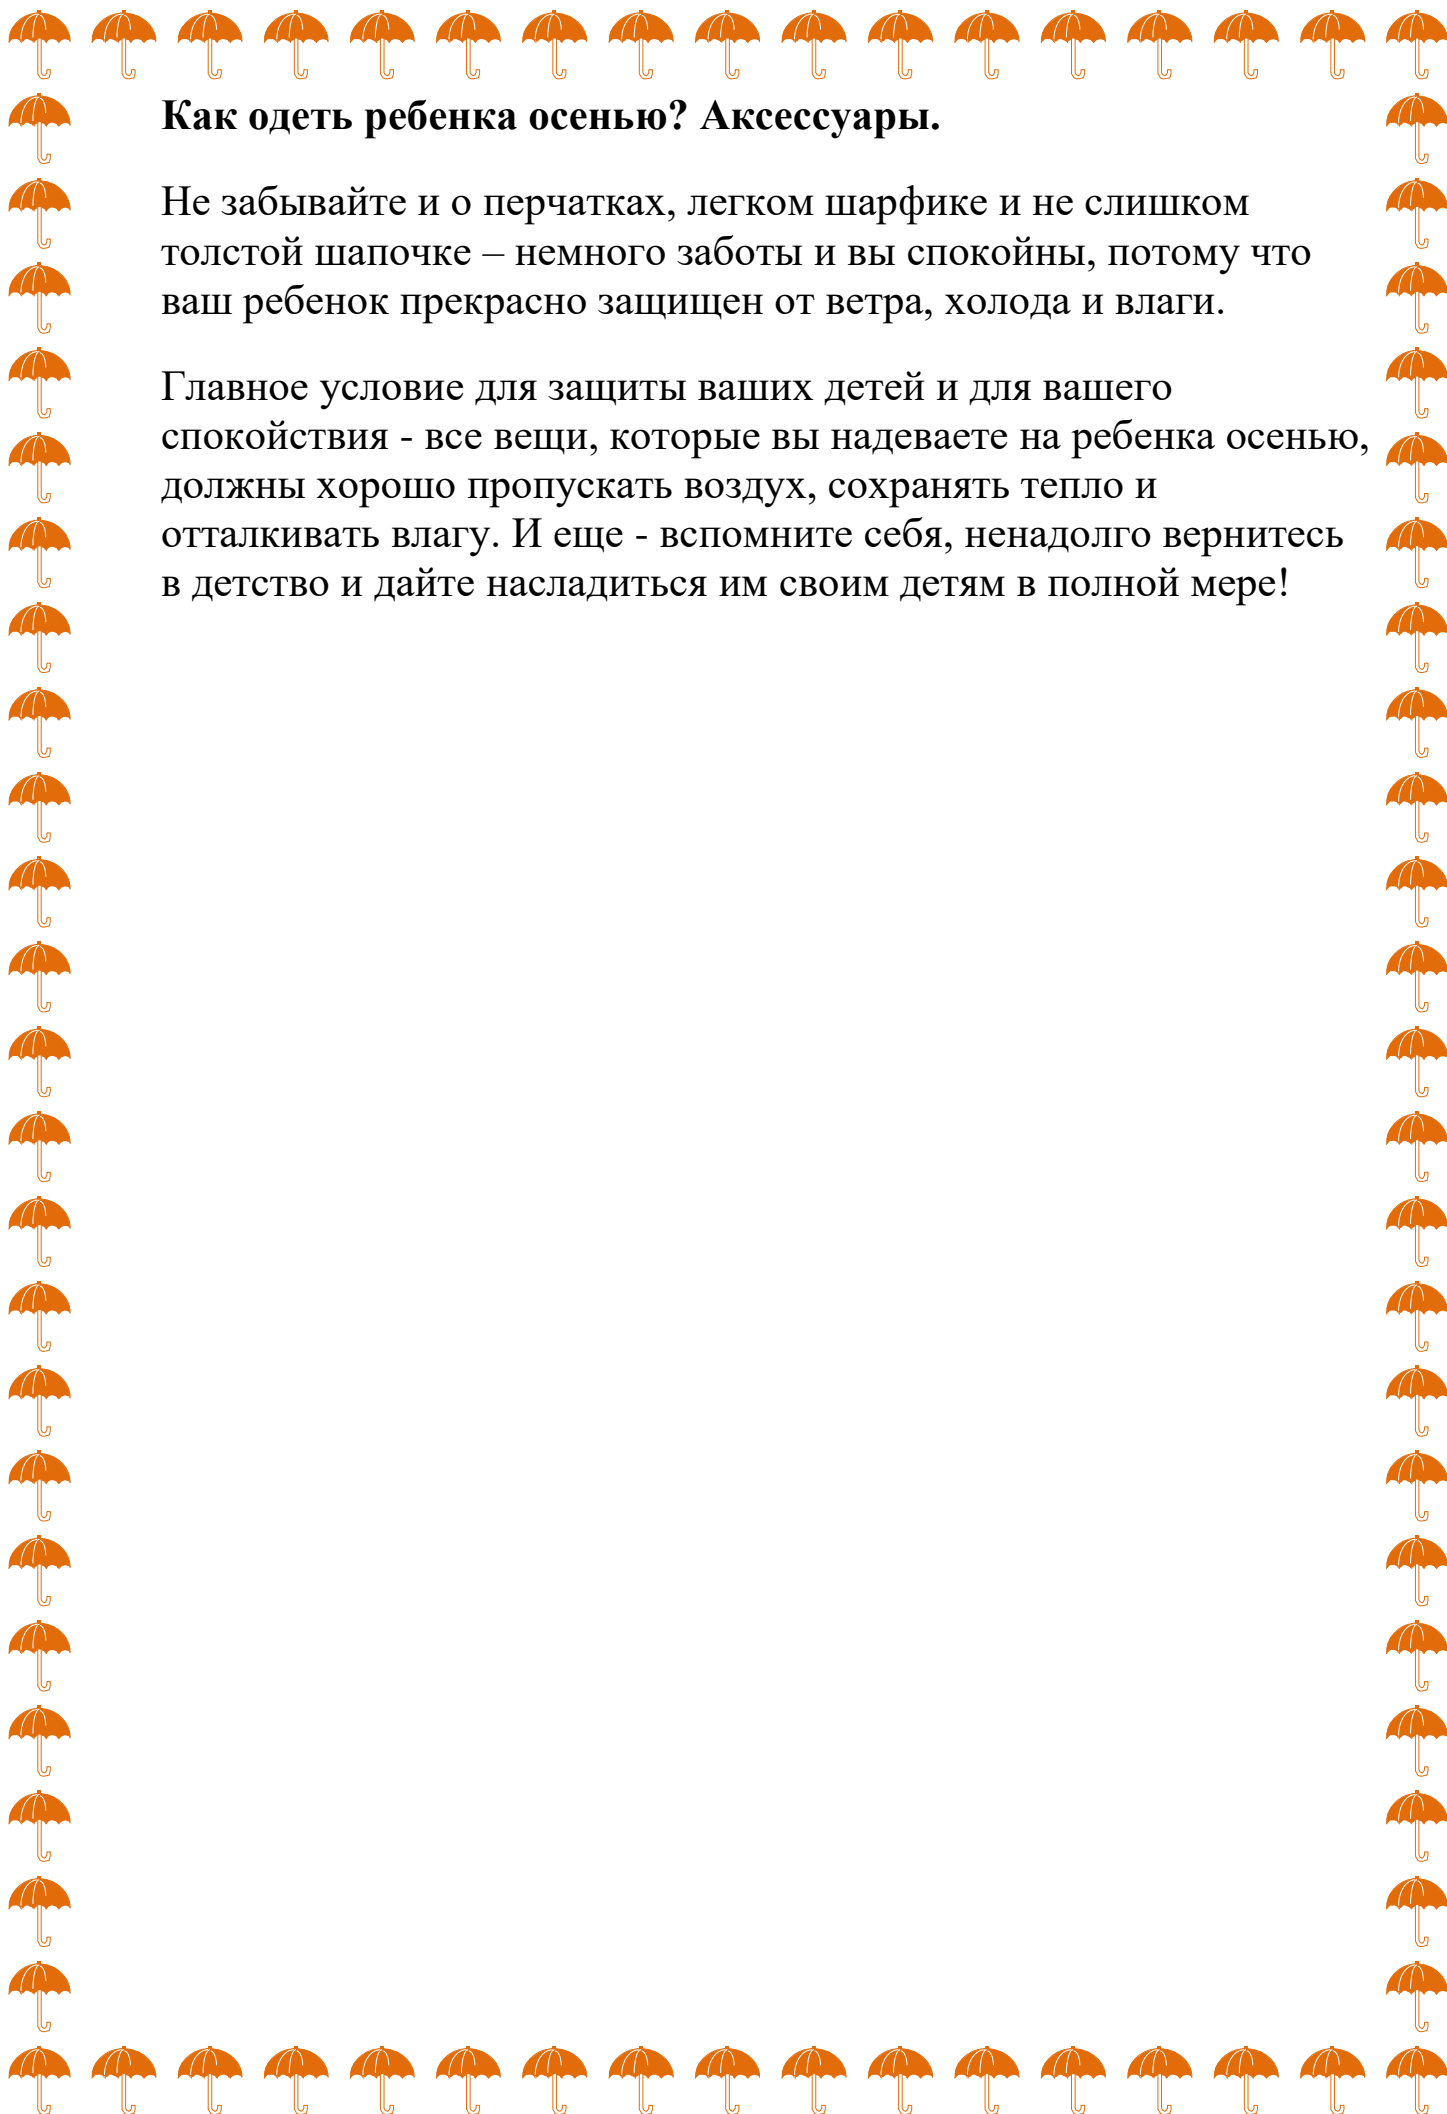 Как одеть ребенка осенью? Аксессуары.
Не забывайте и о перчатках, легком шарфике и не слишком
толстой шапочке – немного заботы и вы спокойны, потому что
ваш ребенок прекрасно защищен от ветра, холода и влаги.
Главное условие для защиты ваших детей и для вашего
спокойствия - все вещи, которые вы надеваете на ребенка осенью,
должны хорошо пропускать воздух, сохранять тепло и
отталкивать влагу. И еще - вспомните себя, ненадолго вернитесь
в детство и дайте насладиться им своим детям в полной мере!